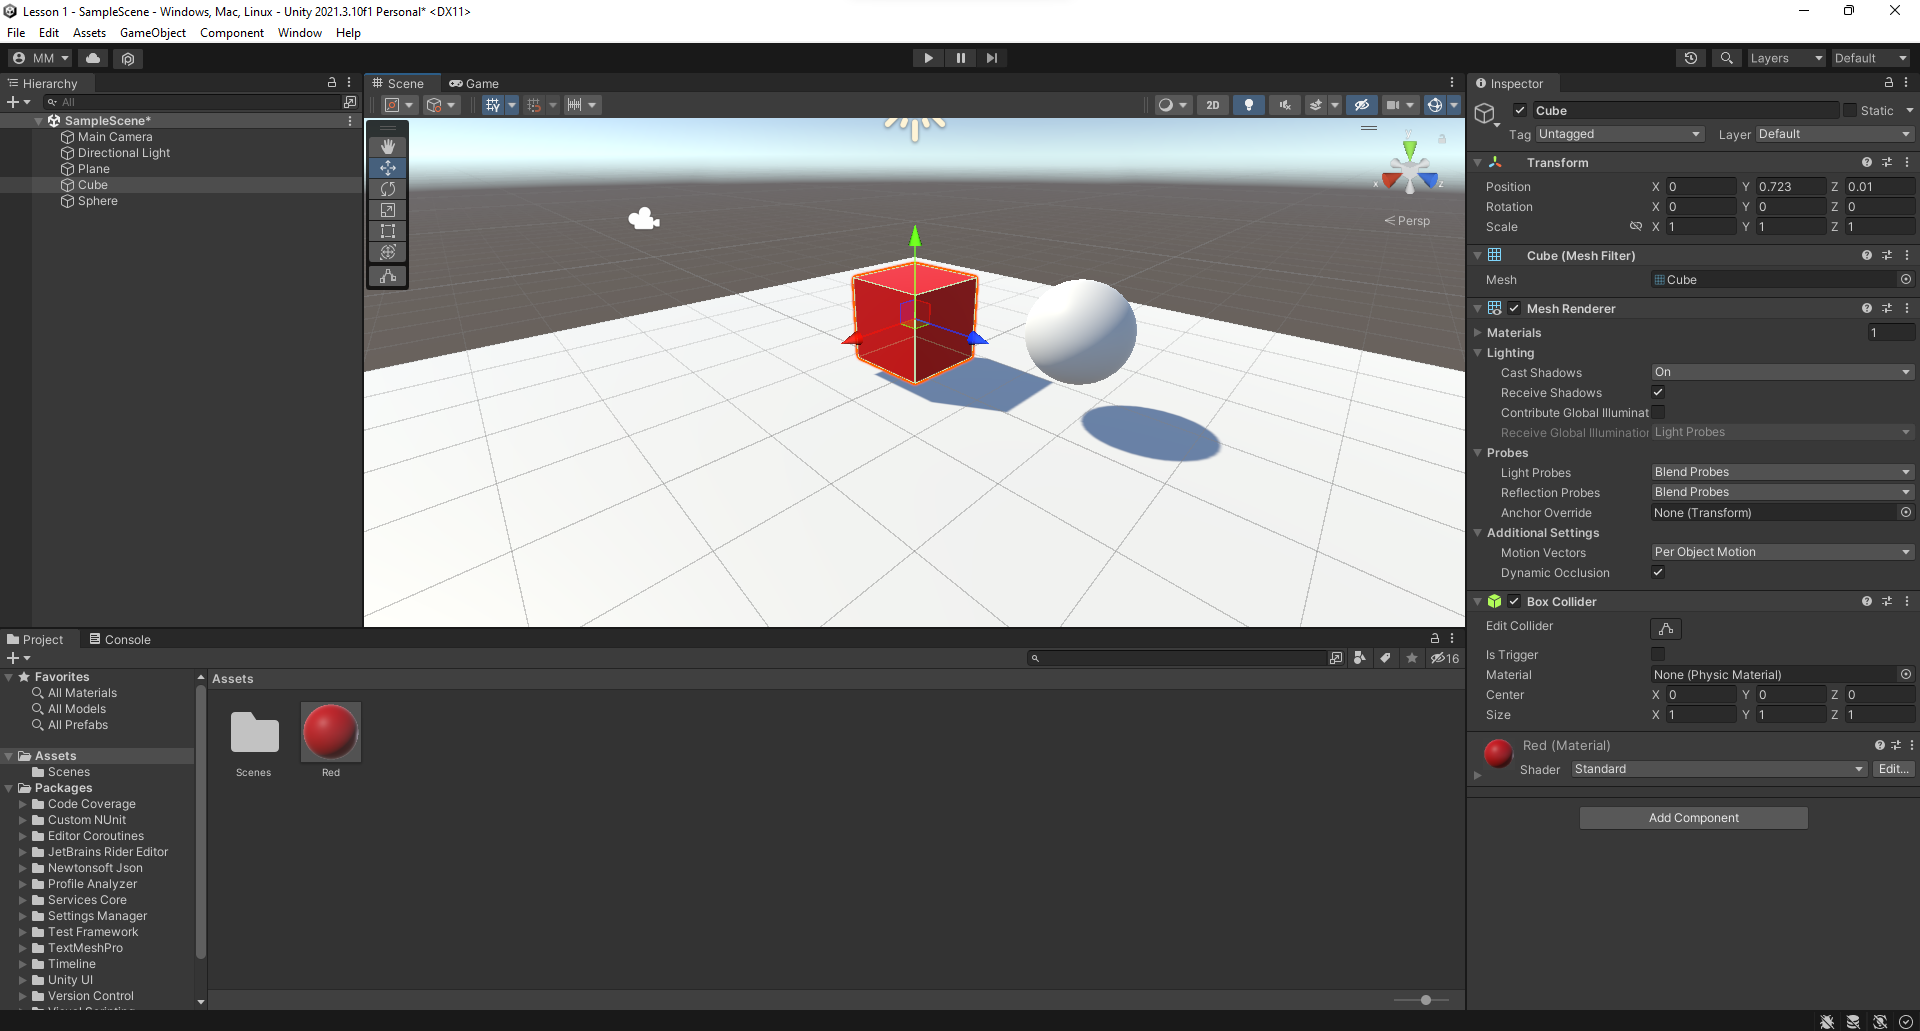 Lesson 1 - SampleScene - Windows, Mac, Linux - Unity 2021.3.10f1 Personal* <DX11>
File Edit Assets GameObject Component Window Help
MM Layers Default
Hierarchy
All
SampleScene*
Main Camera
Directional Light
Plane
Cube
Sphere
Scene Game
2D
y
x z
Persp
Inspector
Cube Static
Tag Untagged Layer Default
Transform
Position X 0 Y 0.723 Z 0.01
Rotation X 0 Y 0 Z 0
Scale X 1 Y 1 Z 1
Cube (Mesh Filter)
Mesh Cube
Mesh Renderer
Materials 1
Lighting
Cast Shadows On
Receive Shadows
Contribute Global Illuminat
Receive Global Illumination Light Probes
Probes
Light Probes Blend Probes
Reflection Probes Blend Probes
Anchor Override None (Transform)
Additional Settings
Motion Vectors Per Object Motion
Dynamic Occlusion
Box Collider
Edit Collider
Is Trigger
Material None (Physic Material)
Center X 0 Y 0 Z 0
Size X 1 Y 1 Z 1
Red (Material)
Shader Standard Edit...
Add Component
Project Console
16
Favorites
All Materials
All Models
All Prefabs
Assets
Scenes
Packages
Code Coverage
Custom NUnit
Editor Coroutines
JetBrains Rider Editor
Newtonsoft Json
Profile Analyzer
Services Core
Settings Manager
Test Framework
TextMeshPro
Timeline
Unity UI
Version Control
Assets
Scenes Red